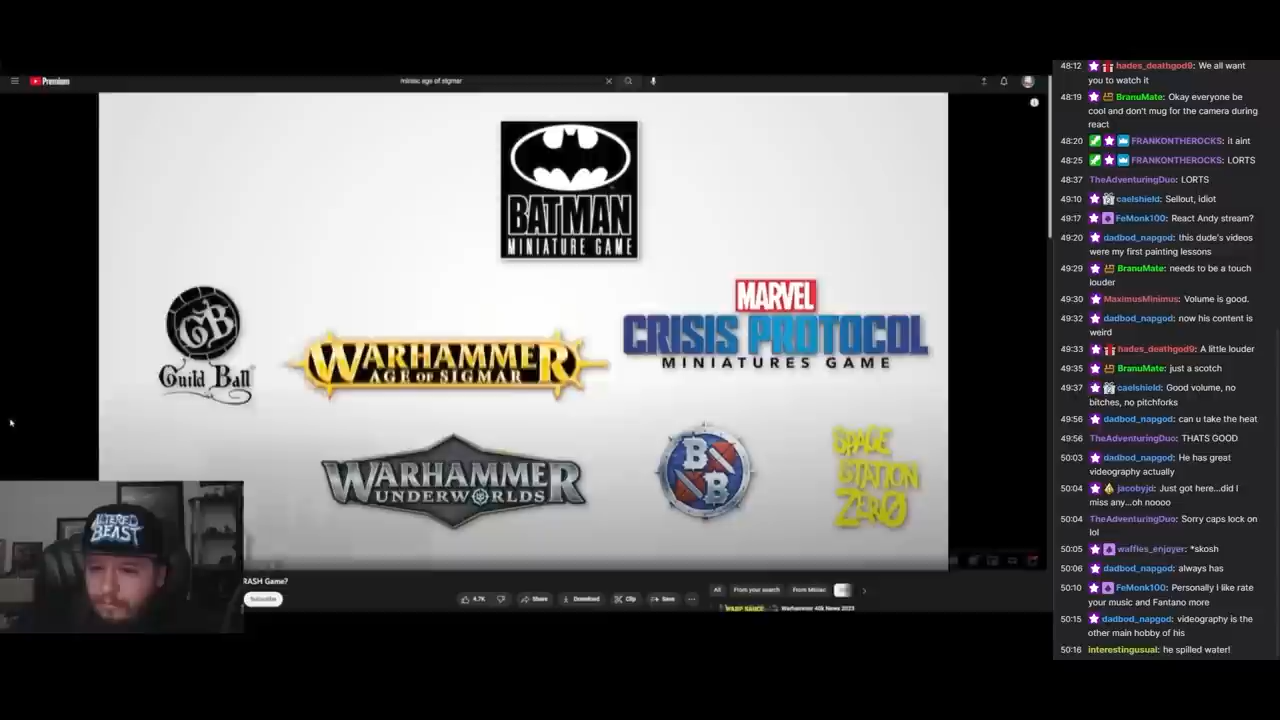 Premium
miniac age of sigmar
BATMAN
MINIATURE GAME
GB
Guild Ball
WARHAMMER
AGE OF SIGMAR
MARVEL
CRISIS PROTOCOL
MINIATURES GAME
WARHAMMER
UNDERWORLDS
B
B
SPACE
STATION
ZERO
ALTERED
BEAST
RASH Game?
Subscribe
4.7K
Share
Download
Clip
Save
All
From your search
From Miniac
Warhammer 40k News 2023
48:12 hades_deathgod9: We all want
you to watch it
48:19 BranuMate: Okay everyone be
cool and don't mug for the camera during
react
48:20 FRANKONTHEROCKS: it aint
48:25 FRANKONTHEROCKS: LORTS
48:37 TheAdventuringDuo: LORTS
49:10 caelshield: Sellout, idiot
49:17 FeMonk100: React Andy stream?
49:20 dadbod_napgod: this dude's videos
were my first painting lessons
49:29 BranuMate: needs to be a touch
louder
49:30 MaximusMinimus: Volume is good.
49:32 dadbod_napgod: now his content is
weird
49:33 hades_deathgod9: A little louder
49:35 BranuMate: just a scotch
49:37 caelshield: Good volume, no
bitches, no pitchforks
49:56 dadbod_napgod: can u take the heat
49:56 TheAdventuringDuo: THATS GOOD
50:03 dadbod_napgod: He has great
videography actually
50:04 jacobyjd: Just got here...did I
miss any...oh noooo
50:04 TheAdventuringDuo: Sorry caps lock on
lol
50:05 waffles_enjoyer: *skosh
50:06 dadbod_napgod: always has
50:10 FeMonk100: Personally I like rate
your music and Fantano more
50:15 dadbod_napgod: videography is the
other main hobby of his
50:16 interestingusual: he spilled water!